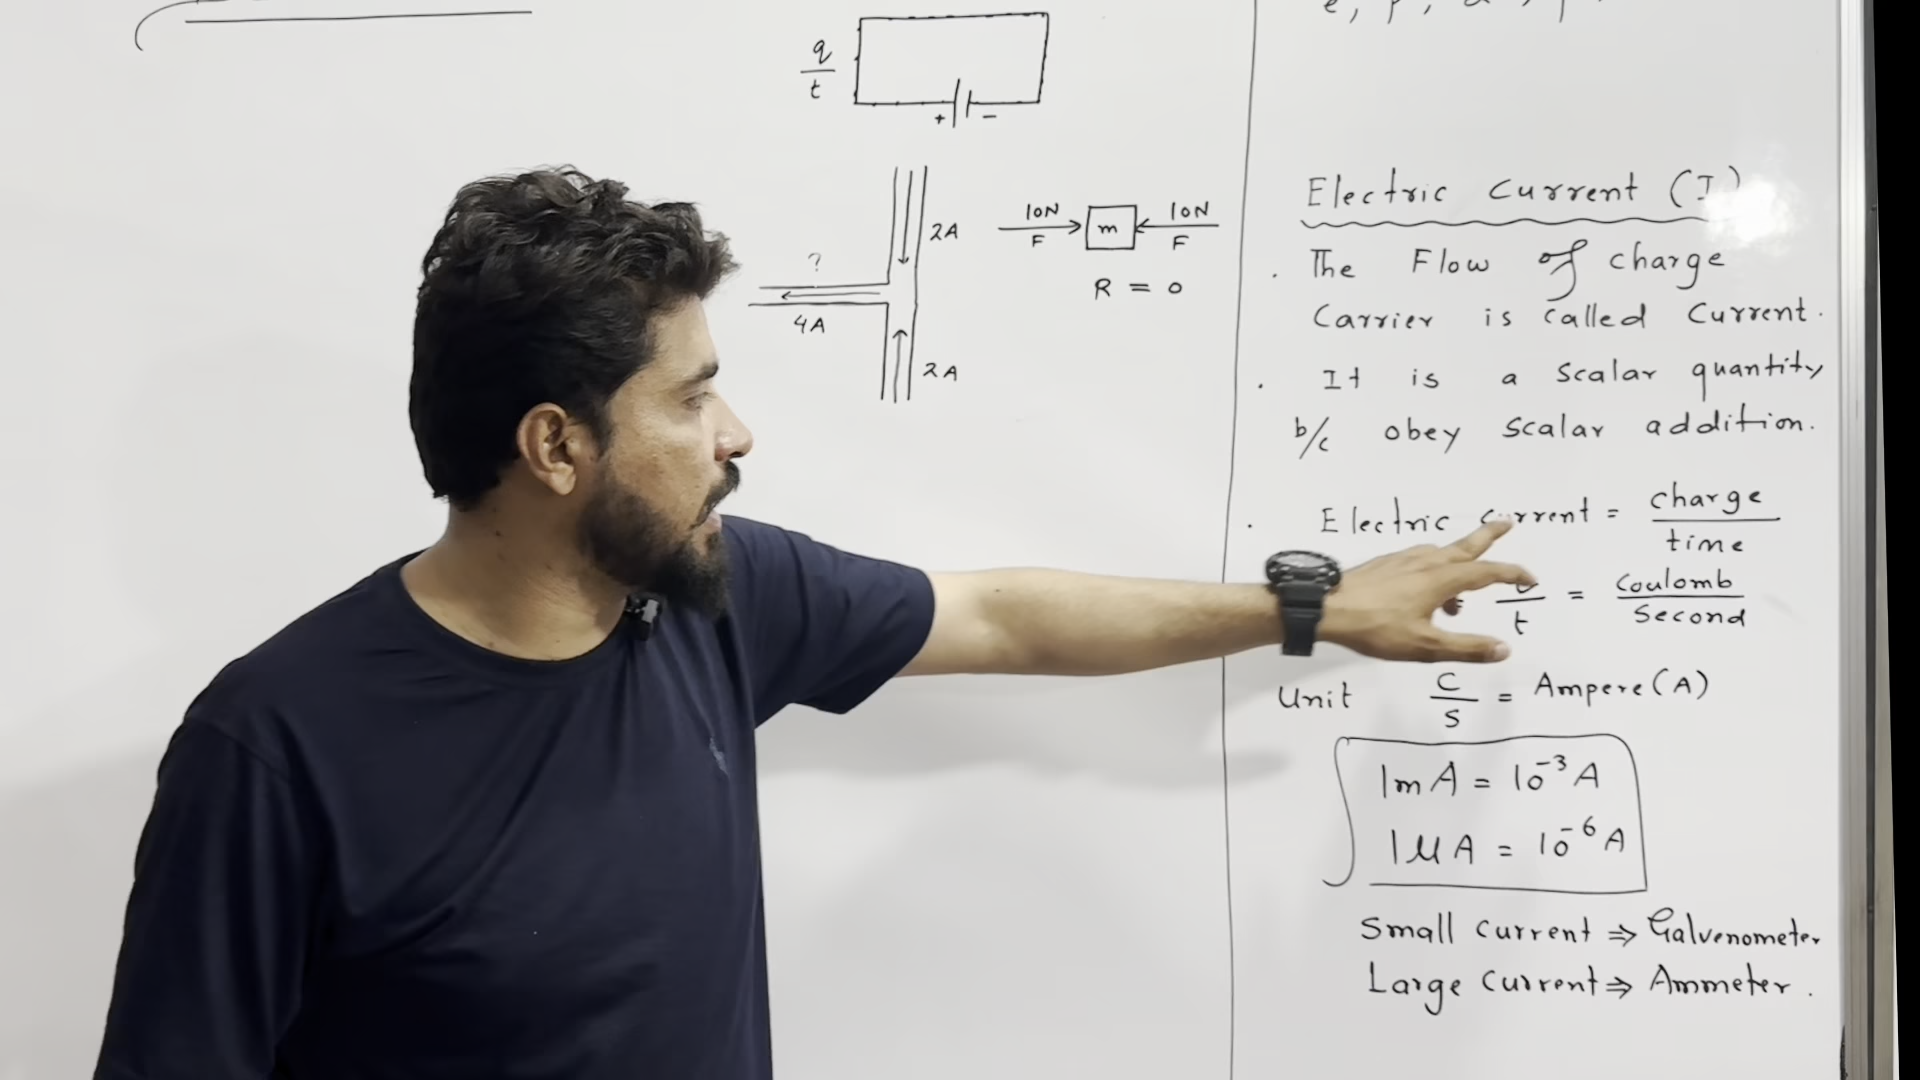 q
t
+ -
2A
?
4A
2A
10N
F
m
10N
F
R = 0
Electric Current (I)
. The Flow of charge
Carrier is called Current.
. It is a scalar quantity
b/c obey scalar addition.
. Electric current = charge
time
= t = Coulomb
Second
Unit C
S = Ampere (A)
1mA = 10⁻³A
1μA = 10⁻⁶A
Small current ⇒ Galvenometer
Large current ⇒ Ammeter.